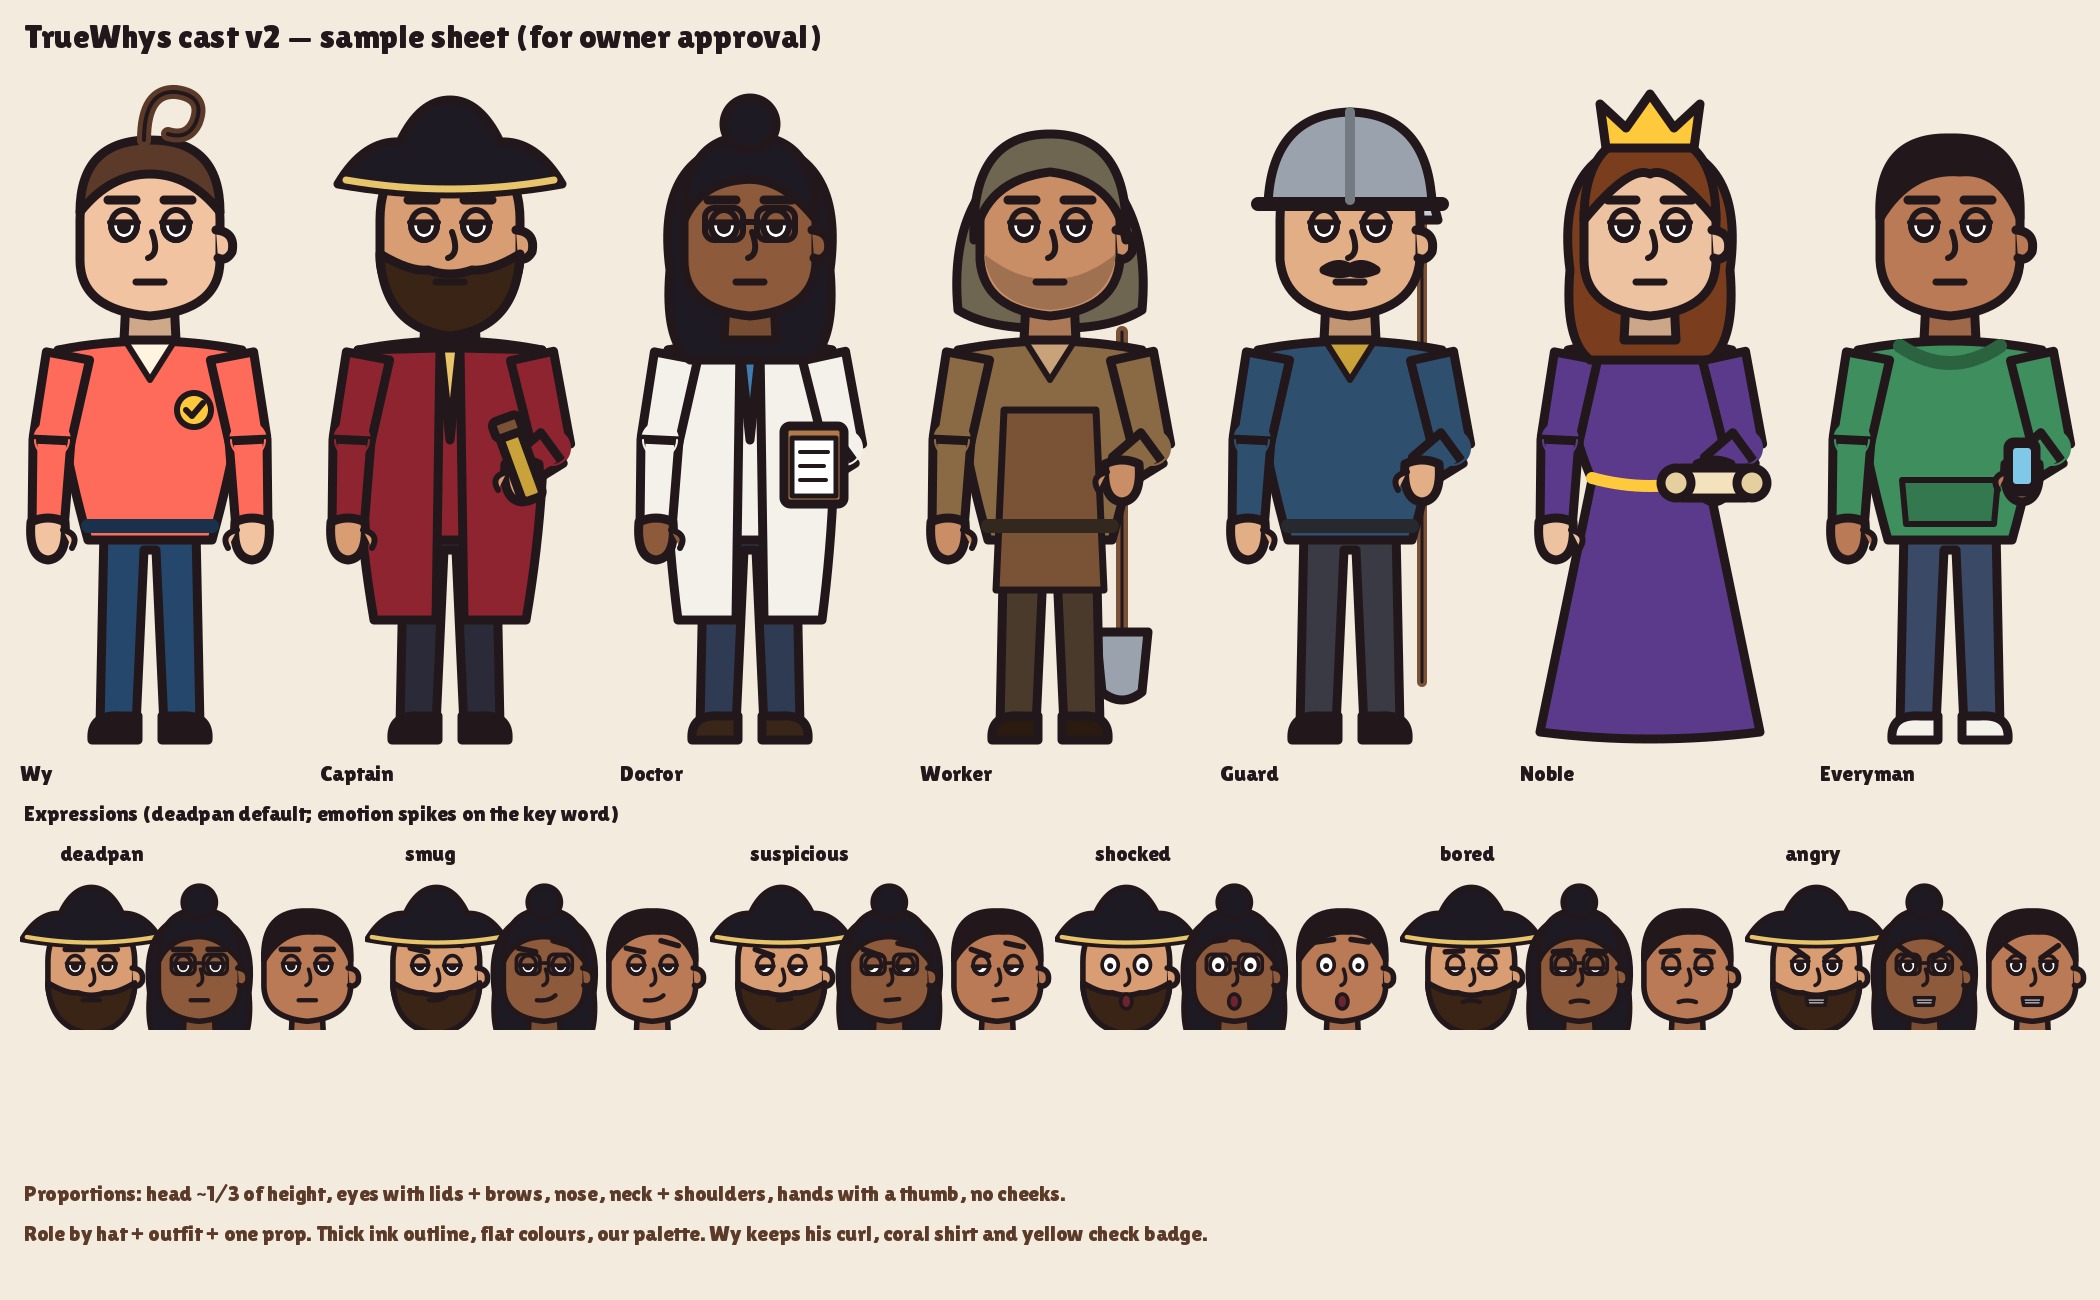 TrueWhys cast v2 — sample sheet (for owner approval)
Wy
Captain
Doctor
Worker
Guard
Noble
Everyman
Expressions (deadpan default; emotion spikes on the key word)
deadpan
smug
suspicious
shocked
bored
angry
Proportions: head ~1/3 of height, eyes with lids + brows, nose, neck + shoulders, hands with a thumb, no cheeks.
Role by hat + outfit + one prop. Thick ink outline, flat colours, our palette. Wy keeps his curl, coral shirt and yellow check badge.